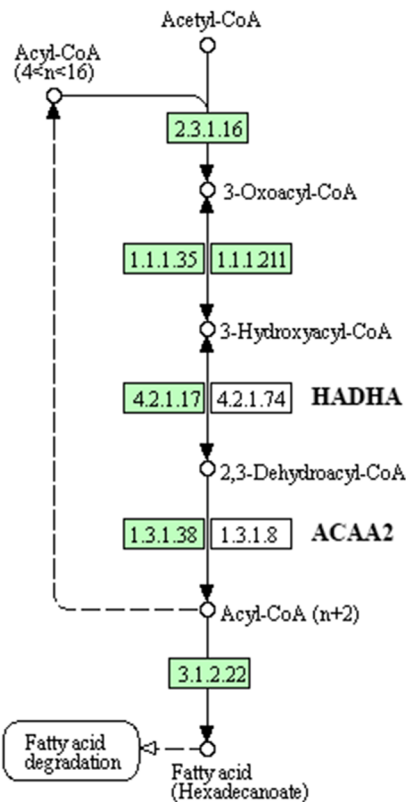 Acetyl-CoA
Acyl-CoA
(4<n<16)
2.3.1.16
3-Oxoacyl-CoA
1.1.1.35 1.1.1.211
3-Hydroxyacyl-CoA
4.2.1.17 4.2.1.74 HADHA
2,3-Dehydroacyl-CoA
1.3.1.38 1.3.1.8 ACAA2
Acyl-CoA (n+2)
3.1.2.22
Fatty acid
degradation
Fatty acid
(Hexadecanoate)